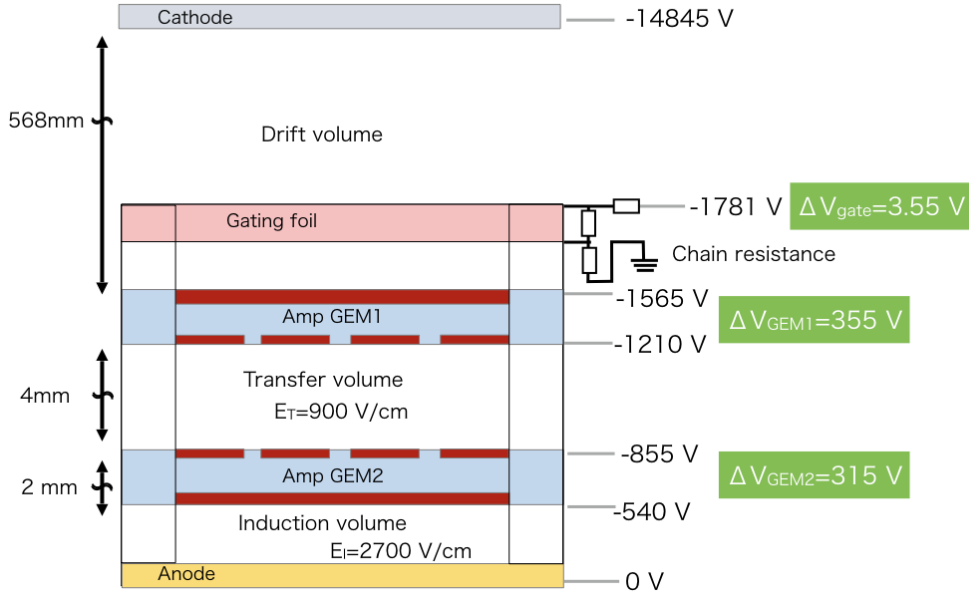 Cathode
-14845 V
568mm
Drift volume
-1781 V
ΔVgate=3.55 V
Gating foil
Chain resistance
-1565 V
Amp GEM1
ΔVGEM1=355 V
-1210 V
Transfer volume
4mm
ET=900 V/cm
-855 V
Amp GEM2
ΔVGEM2=315 V
2 mm
-540 V
Induction volume
EI=2700 V/cm
Anode
0 V